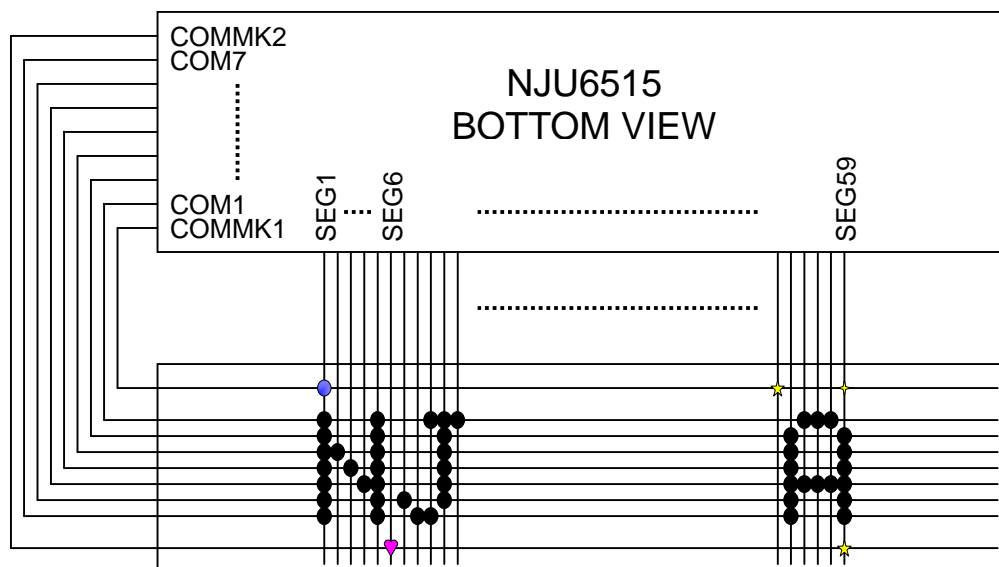 COMMK2
COM7
NJU6515
BOTTOM VIEW
SEG1
SEG6
SEG59
COM1
COMMK1